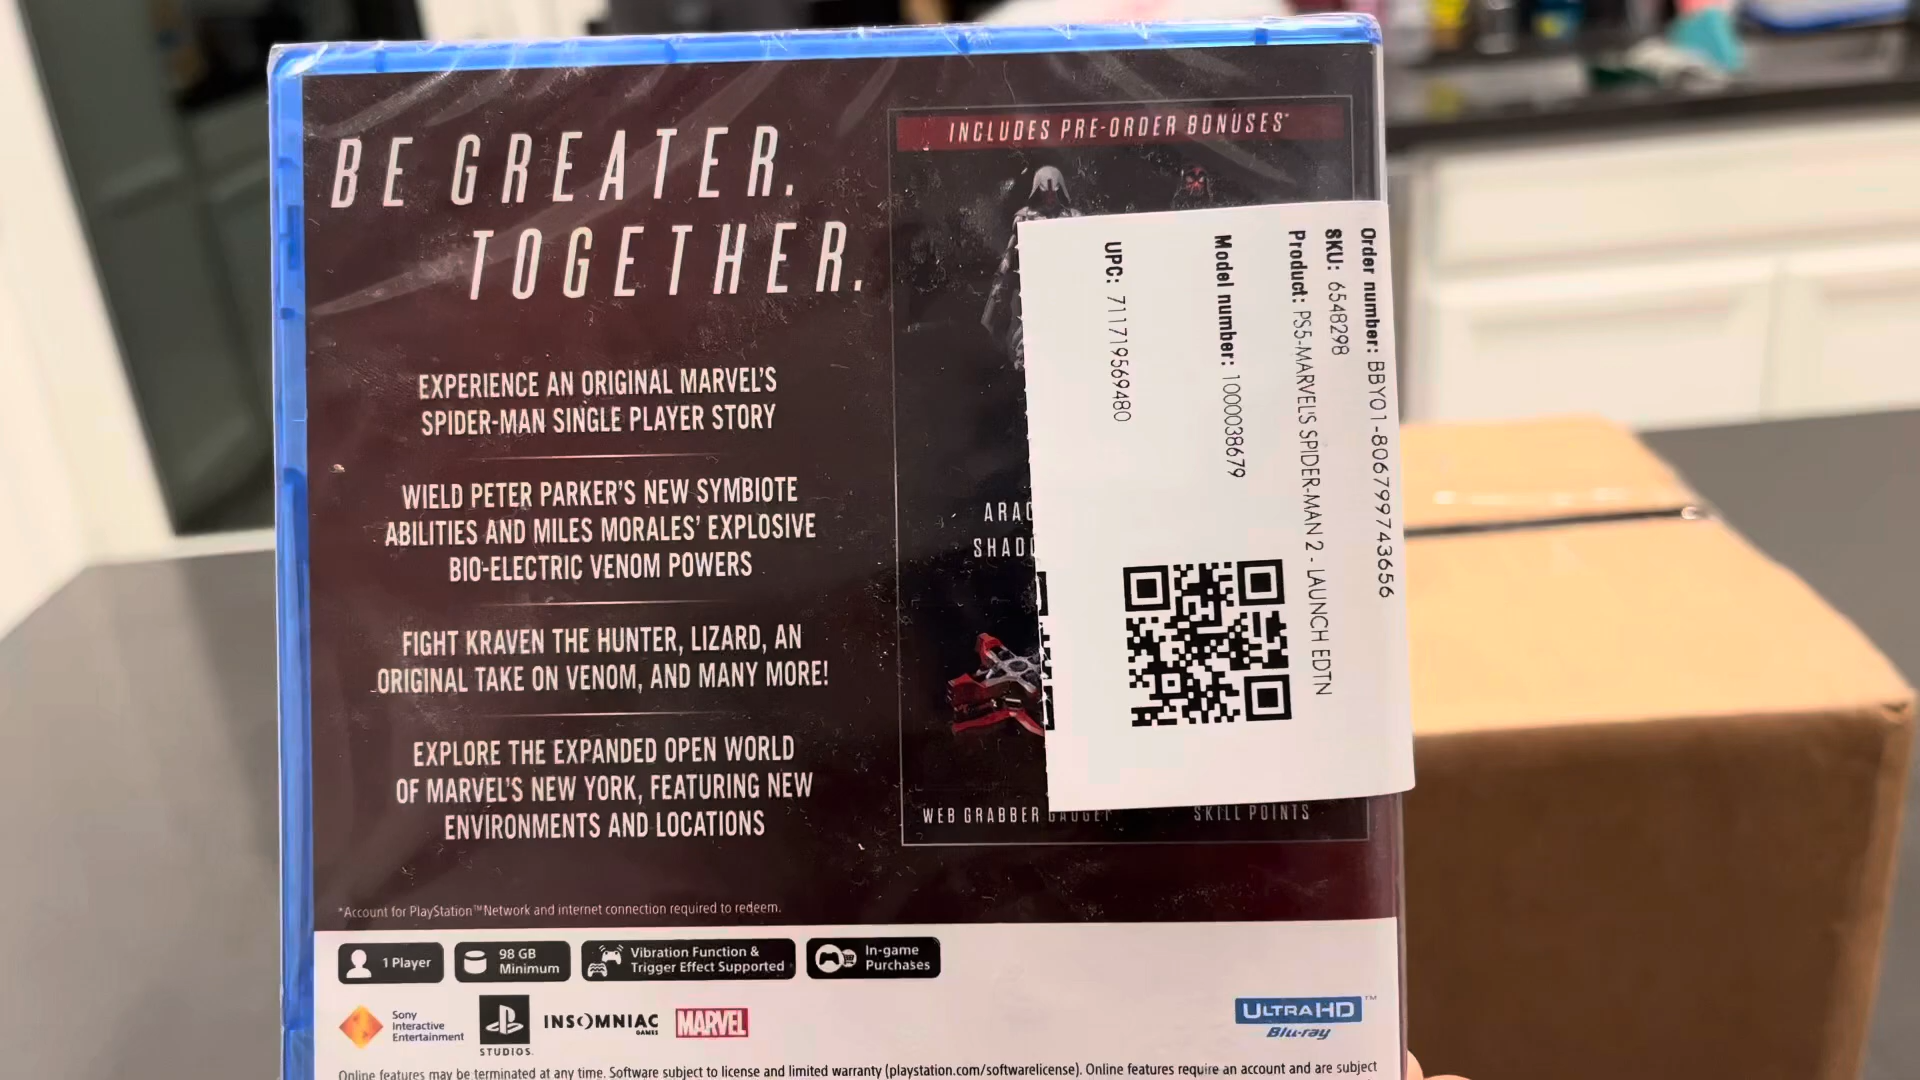 BE GREATER.
TOGETHER.
EXPERIENCE AN ORIGINAL MARVEL'S
SPIDER-MAN SINGLE PLAYER STORY
WIELD PETER PARKER'S NEW SYMBIOTE
ABILITIES AND MILES MORALES' EXPLOSIVE
BIO-ELECTRIC VENOM POWERS
FIGHT KRAVEN THE HUNTER, LIZARD, AN
ORIGINAL TAKE ON VENOM, AND MANY MORE!
EXPLORE THE EXPANDED OPEN WORLD
OF MARVEL'S NEW YORK, FEATURING NEW
ENVIRONMENTS AND LOCATIONS
INCLUDES PRE-ORDER BONUSES*
WEB GRABBER GADGET
SKILL POINTS
Order number: BBY01-806799743656
SKU: 6548298
Product: PS5-MARVEL'S SPIDER-MAN 2 - LAUNCH EDTN
Model number: 1000038679
UPC: 711719569480
*Account for PlayStation™Network and internet connection required to redeem.
1 Player
98 GB
Minimum
Vibration Function &
Trigger Effect Supported
In-game
Purchases
Sony
Interactive
Entertainment
STUDIOS.
INSOMNIAC
GAMES
MARVEL
ULTRA HD™
Blu-ray
Online features may be terminated at any time. Software subject to license and limited warranty (playstation.com/softwarelicense). Online features require an account and are subject